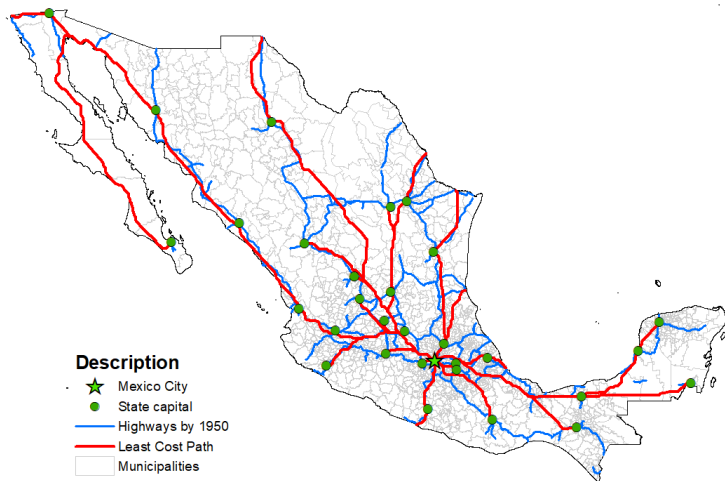 Description
Mexico City
State capital
Highways by 1950
Least Cost Path
Municipalities